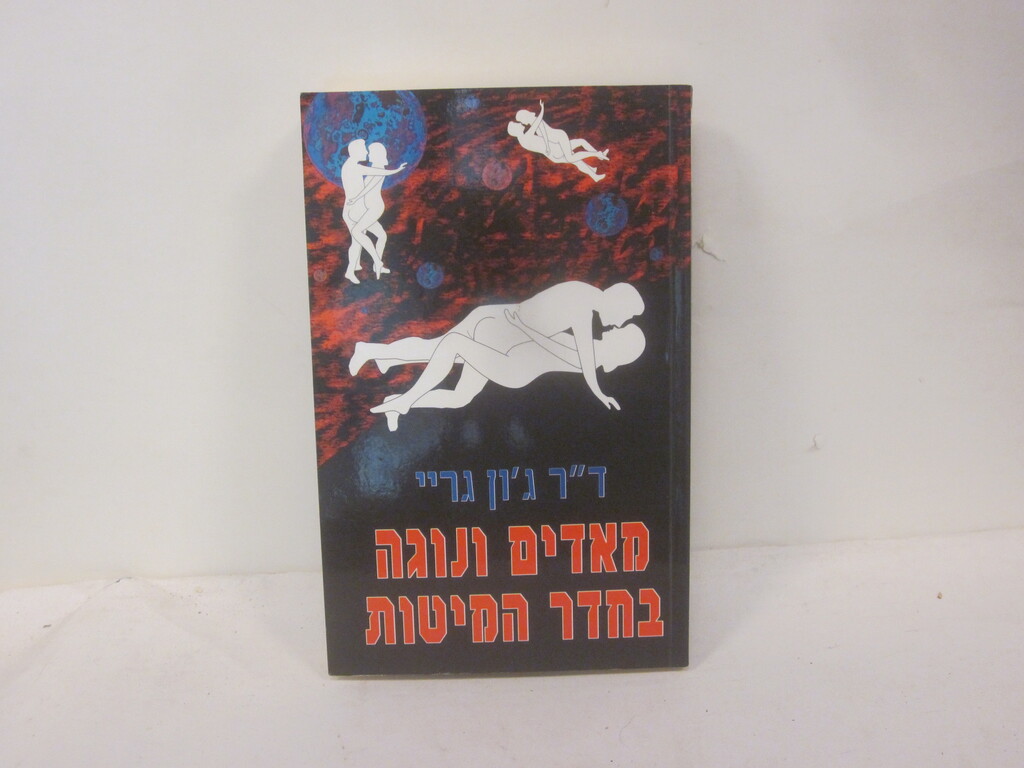 ד"ר ג'ון גריי
מאדים ונוגה
בחדר המיטות